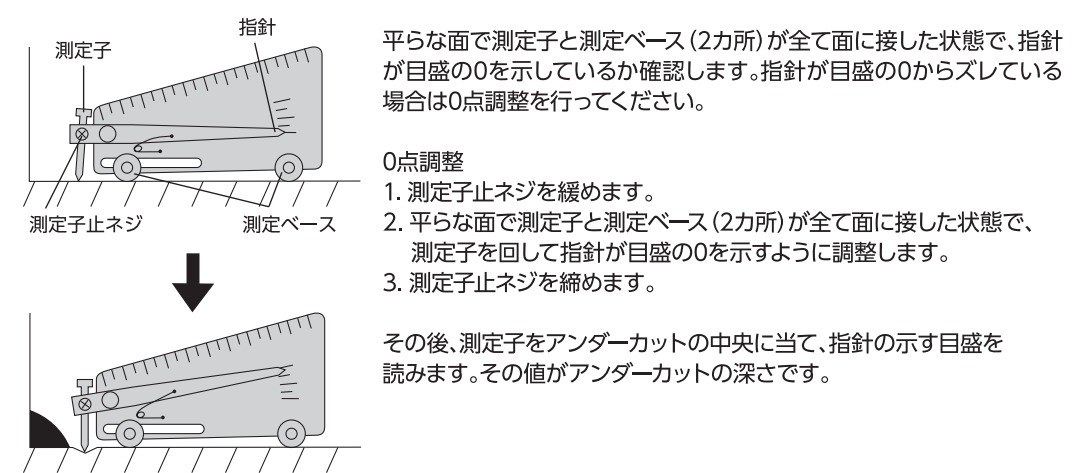 指針
測定子
測定子止ネジ
測定ベース
平らな面で測定子と測定ベース(2カ所)が全て面に接した状態で、指針
が目盛の0を示しているか確認します。指針が目盛の0からズレている
場合は0点調整を行ってください。
0点調整
1. 測定子止ネジを緩めます。
2. 平らな面で測定子と測定ベース(2カ所)が全て面に接した状態で、
測定子を回して指針が目盛の0を示すように調整します。
3. 測定子止ネジを締めます。
その後、測定子をアンダーカットの中央に当て、指針の示す目盛を
読みます。その値がアンダーカットの深さです。